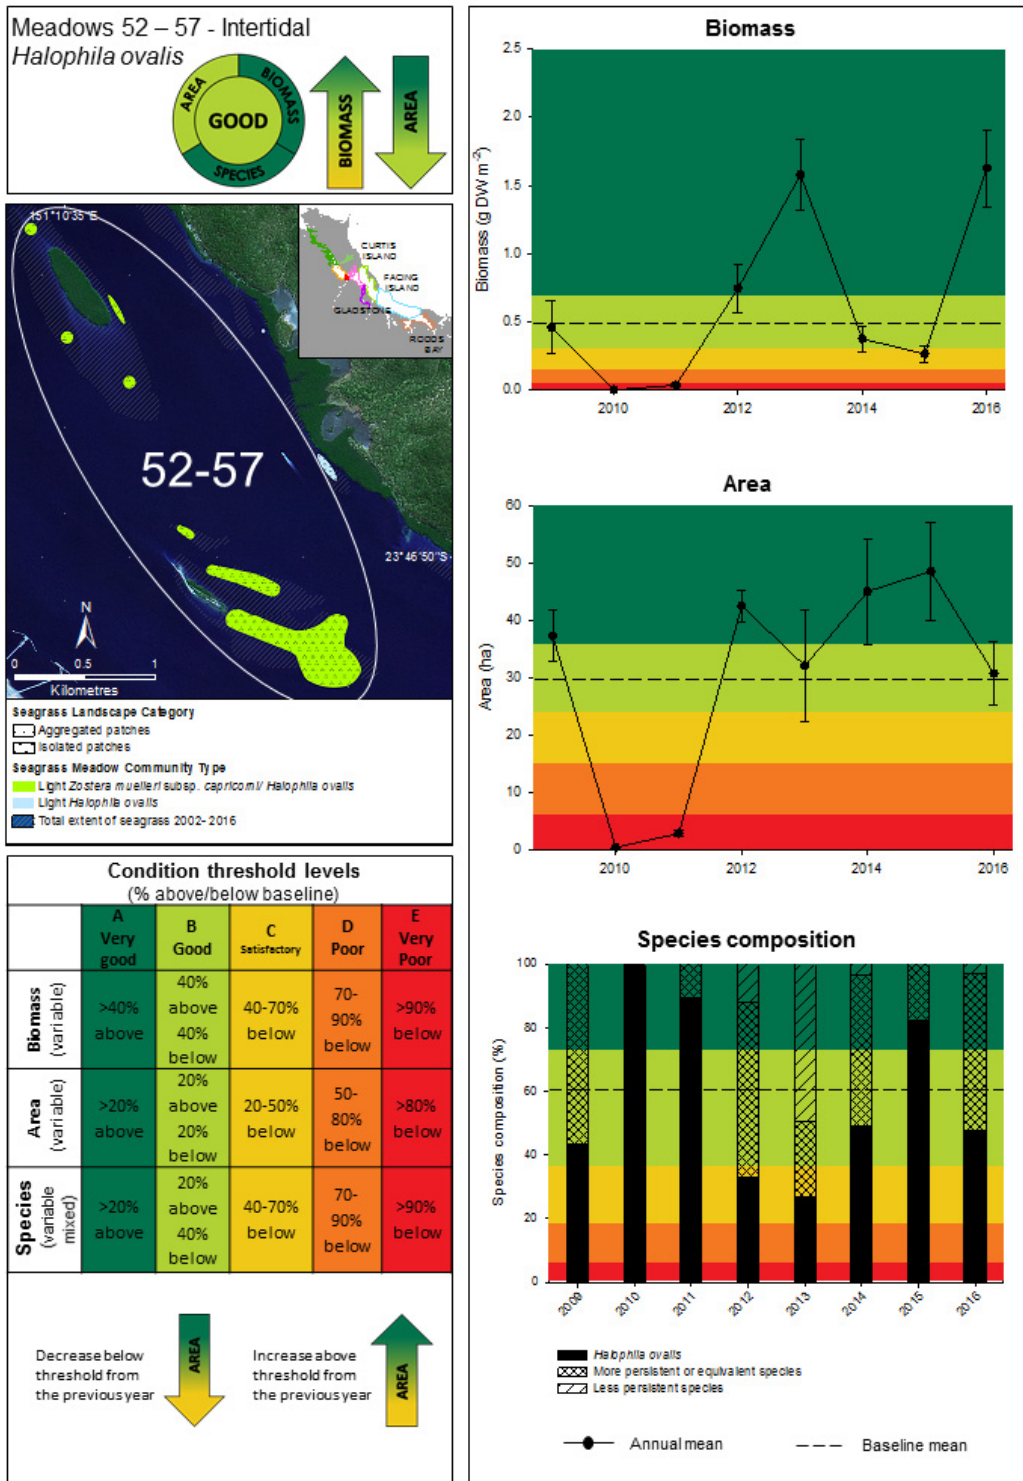 Meadows 52 – 57 - Intertidal
Halophila ovalis
AREA
BIOMASS
GOOD
SPECIES
BIOMASS
AREA
151°10'35"E
CURTIS
ISLAND
FACING
ISLAND
GLADSTONE
RODDS
BAY
52-57
23°46'50"S
N
0 0.5 1
Kilometres
Seagrass Landscape Category
Aggregated patches
Isolated patches
Seagrass Meadow Community Type
Light Zostera muelleri subsp. capricorni/ Halophila ovalis
Light Halophila ovalis
Total extent of seagrass 2002- 2016
Condition threshold levels
(% above/below baseline)
A
Very
good
B
Good
C
Satisfactory
D
Poor
E
Very
Poor
Biomass
(variable)
>40%
above
40%
above
40%
below
40-70%
below
70-
90%
below
>90%
below
Area
(variable)
>20%
above
20%
above
20%
below
20-50%
below
50-
80%
below
>80%
below
Species
(variable
mixed)
>20%
above
20%
above
40%
below
40-70%
below
70-
90%
below
>90%
below
Decrease below
threshold from
the previous year
AREA
Increase above
threshold from
the previous year
AREA
Biomass
Biomass (g DW m-2)
2.5
2.0
1.5
1.0
0.5
0.0
2010 2012 2014 2016
Area
Area (ha)
60
50
40
30
20
10
0
2010 2012 2014 2016
Species composition
Species composition (%)
100
80
60
40
20
0
2009 2010 2011 2012 2013 2014 2015 2016
Halophila ovalis
More persistent or equivalent species
Less persistent species
Annual mean
Baseline mean